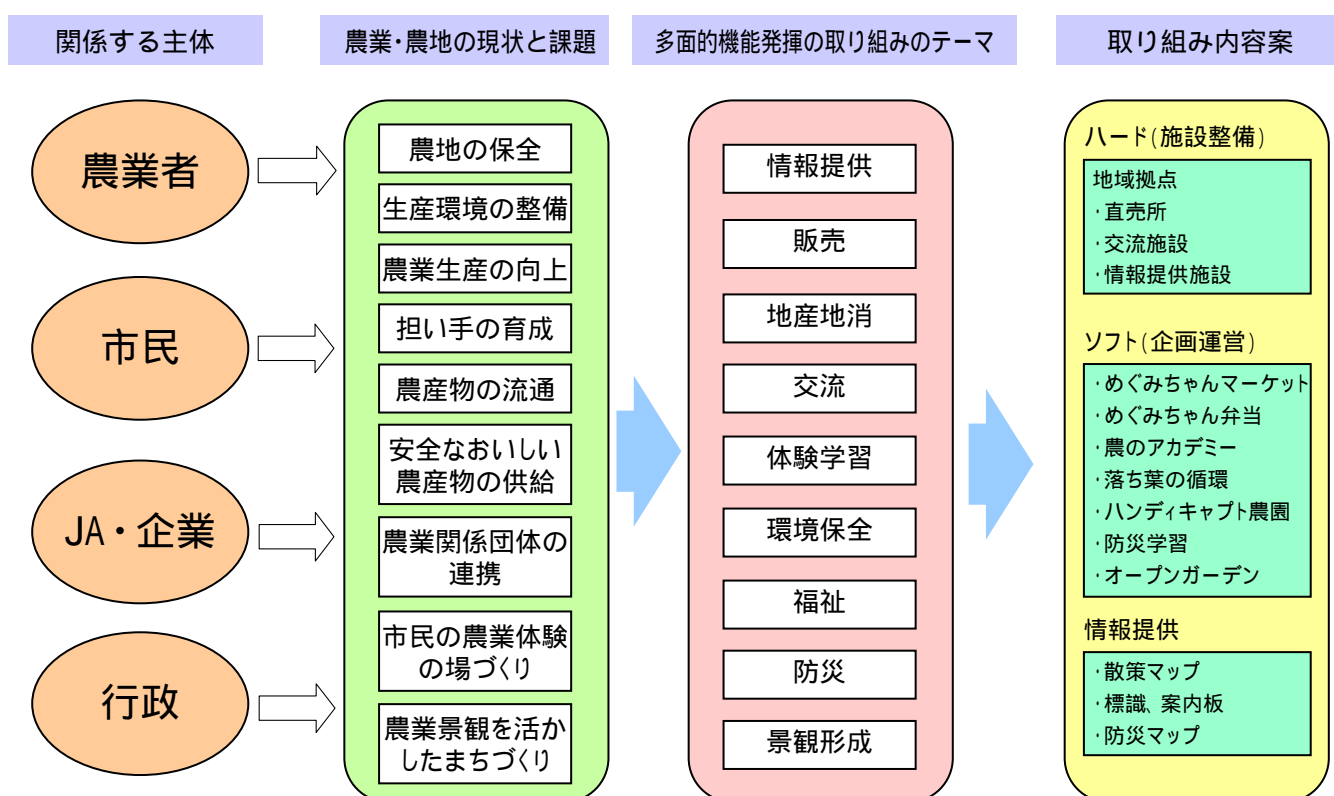 関係する主体
農業・農地の現状と課題
多面的機能発揮の取り組みのテーマ
取り組み内容案
農業者
市民
JA・企業
行政
農地の保全
生産環境の整備
農業生産の向上
担い手の育成
農産物の流通
安全なおいしい
農産物の供給
農業関係団体の
連携
市民の農業体験
の場づくり
農業景観を活か
したまちづくり
情報提供
販売
地産地消
交流
体験学習
環境保全
福祉
防災
景観形成
ハード(施設整備)
地域拠点
・直売所
・交流施設
・情報提供施設
ソフト(企画運営)
・めぐみちゃんマーケット
・めぐみちゃん弁当
・農のアカデミー
・落ち葉の循環
・ハンディキャプト農園
・防災学習
・オープンガーデン
情報提供
・散策マップ
・標識、案内板
・防災マップ